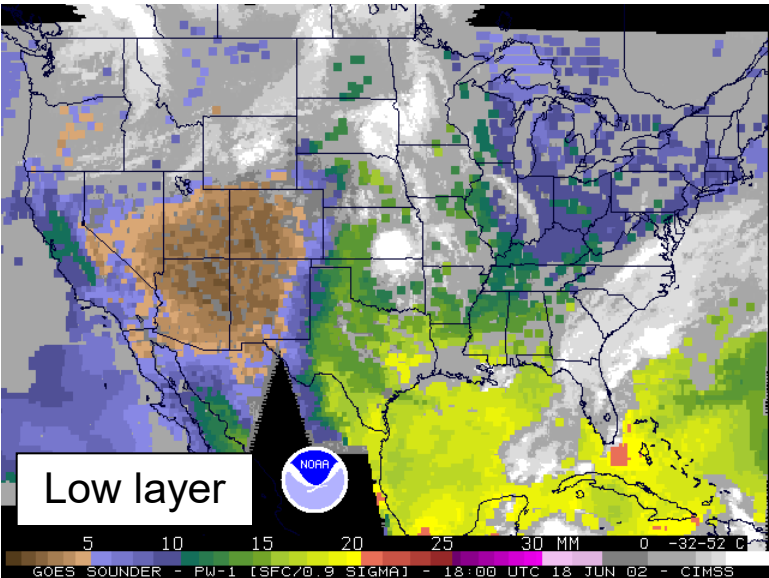 NOAA
Low layer
5 10 15 20 25 30 MM 0 -32-52 C
GOES SOUNDER - PW-1 [SFC/0.9 SIGMA] - 18:00 UTC 18 JUN 02 - CIMSS